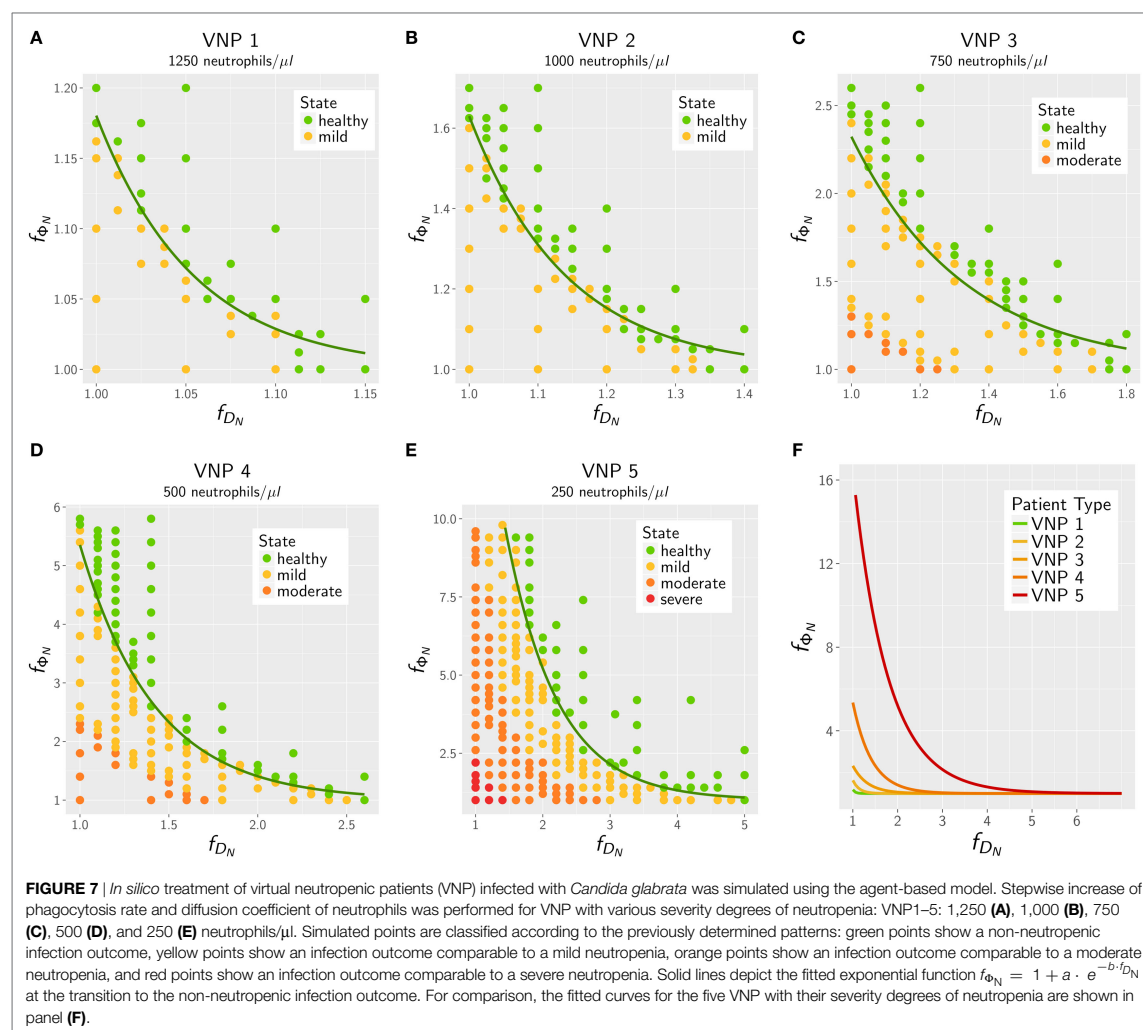 A
VNP 1
1250 neutrophils/μl
1.20
1.15
1.10
1.05
1.00
fΦN
State
healthy
mild
1.00 1.05 1.10 1.15
fDN
B
VNP 2
1000 neutrophils/μl
1.6
1.4
1.2
1.0
State
healthy
mild
1.0 1.1 1.2 1.3 1.4
fDN
C
VNP 3
750 neutrophils/μl
2.5
2.0
1.5
1.0
fΦN
State
healthy
mild
moderate
1.0 1.2 1.4 1.6 1.8
fDN
D
VNP 4
500 neutrophils/μl
6
5
4
3
2
1
fΦN
State
healthy
mild
moderate
1.0 1.5 2.0 2.5
fDN
E
VNP 5
250 neutrophils/μl
10.0
7.5
5.0
2.5
fΦN
State
healthy
mild
moderate
severe
1 2 3 4 5
fDN
F
16
12
8
4
fΦN
Patient Type
VNP 1
VNP 2
VNP 3
VNP 4
VNP 5
1 2 3 4 5 6
fDN
FIGURE 7 | In silico treatment of virtual neutropenic patients (VNP) infected with Candida glabrata was simulated using the agent-based model. Stepwise increase of
phagocytosis rate and diffusion coefficient of neutrophils was performed for VNP with various severity degrees of neutropenia: VNP1–5: 1,250 (A), 1,000 (B), 750
(C), 500 (D), and 250 (E) neutrophils/μl. Simulated points are classified according to the previously determined patterns: green points show a non-neutropenic
infection outcome, yellow points show an infection outcome comparable to a mild neutropenia, orange points show an infection outcome comparable to a moderate
neutropenia, and red points show an infection outcome comparable to a severe neutropenia. Solid lines depict the fitted exponential function fΦN = 1 + a · e^−b·fDN
at the transition to the non-neutropenic infection outcome. For comparison, the fitted curves for the five VNP with their severity degrees of neutropenia are shown in
panel (F).